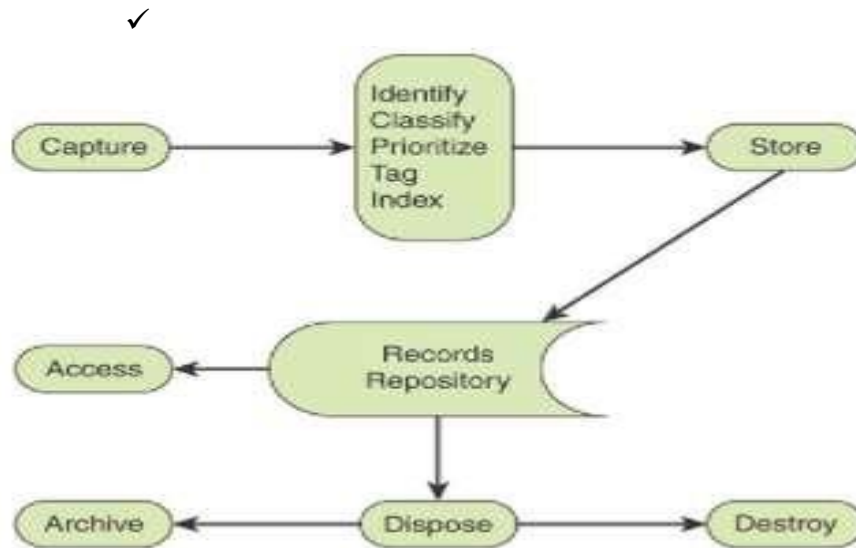 ✓
Capture
Identify
Classify
Prioritize
Tag
Index
Store
Access
Records
Repository
Archive
Dispose
Destroy